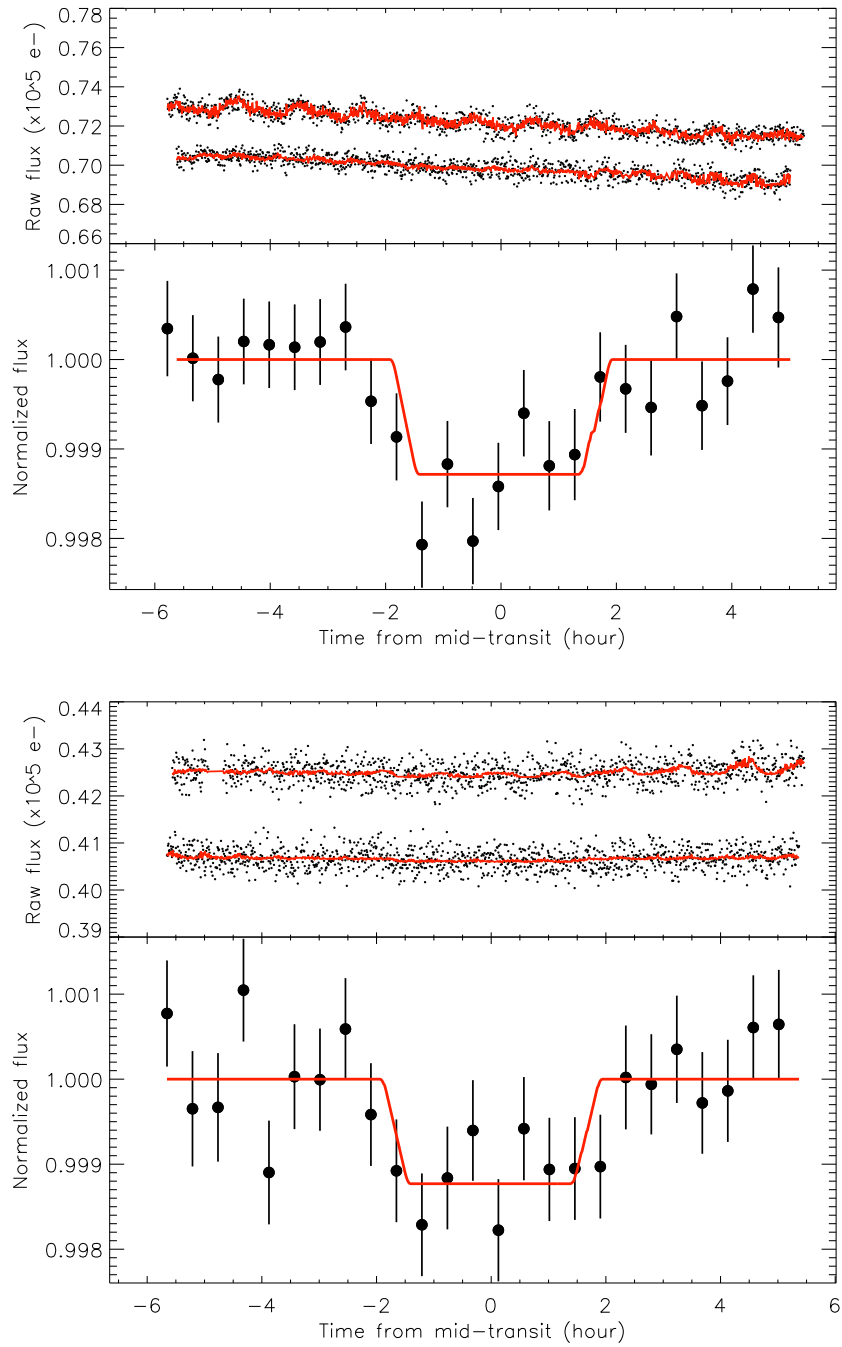 0.78
0.76
0.74
0.72
0.70
0.68
0.66
Raw flux (x10^5 e-)
1.001
1.000
0.999
0.998
Normalized flux
−6 −4 −2 0 2 4
Time from mid−transit (hour)
0.44
0.43
0.42
0.41
0.40
0.39
Raw flux (x10^5 e-)
1.001
1.000
0.999
0.998
Normalized flux
−6 −4 −2 0 2 4 6
Time from mid−transit (hour)